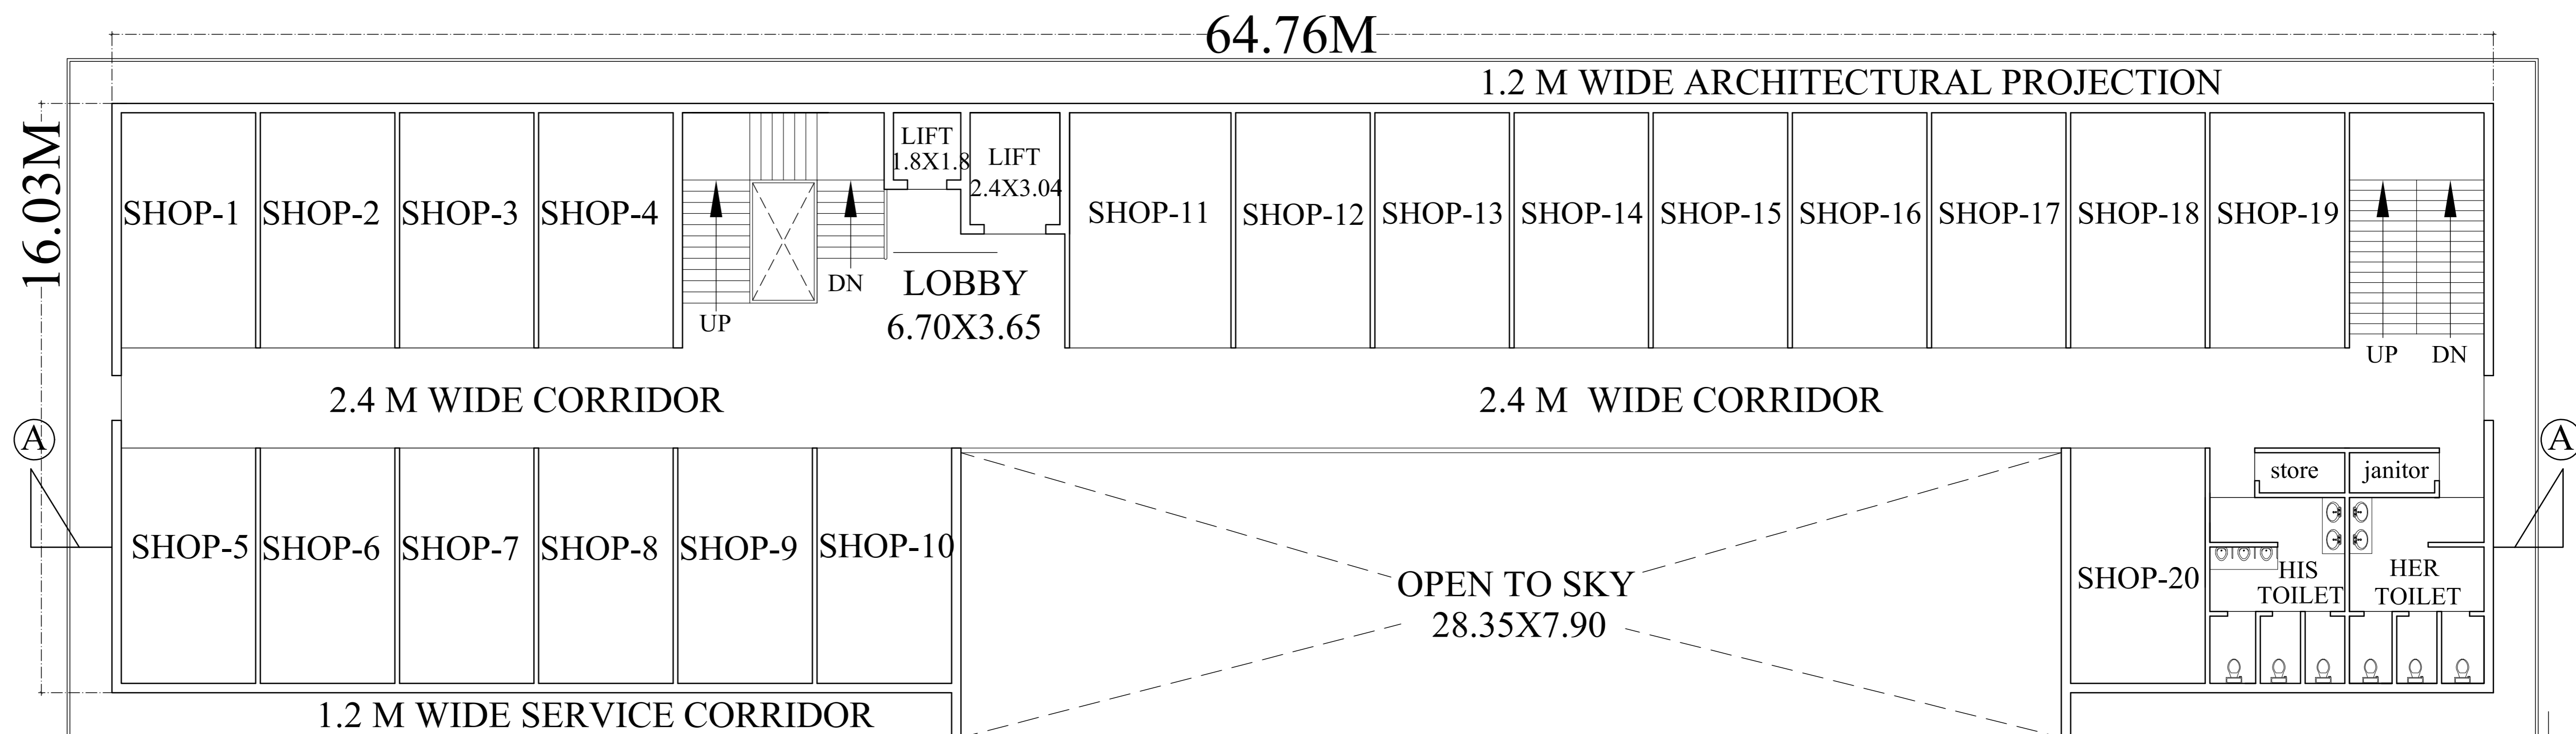 64.76M
1.2 M WIDE ARCHITECTURAL PROJECTION
16.03M
SHOP-1
SHOP-2
SHOP-3
SHOP-4
UP
DN
LIFT
1.8X1.8
LIFT
2.4X3.04
LOBBY
6.70X3.65
SHOP-11
SHOP-12
SHOP-13
SHOP-14
SHOP-15
SHOP-16
SHOP-17
SHOP-18
SHOP-19
UP
DN
2.4 M WIDE CORRIDOR
2.4 M WIDE CORRIDOR
A
A
SHOP-5
SHOP-6
SHOP-7
SHOP-8
SHOP-9
SHOP-10
OPEN TO SKY
28.35X7.90
SHOP-20
store
janitor
HIS
TOILET
HER
TOILET
1.2 M WIDE SERVICE CORRIDOR